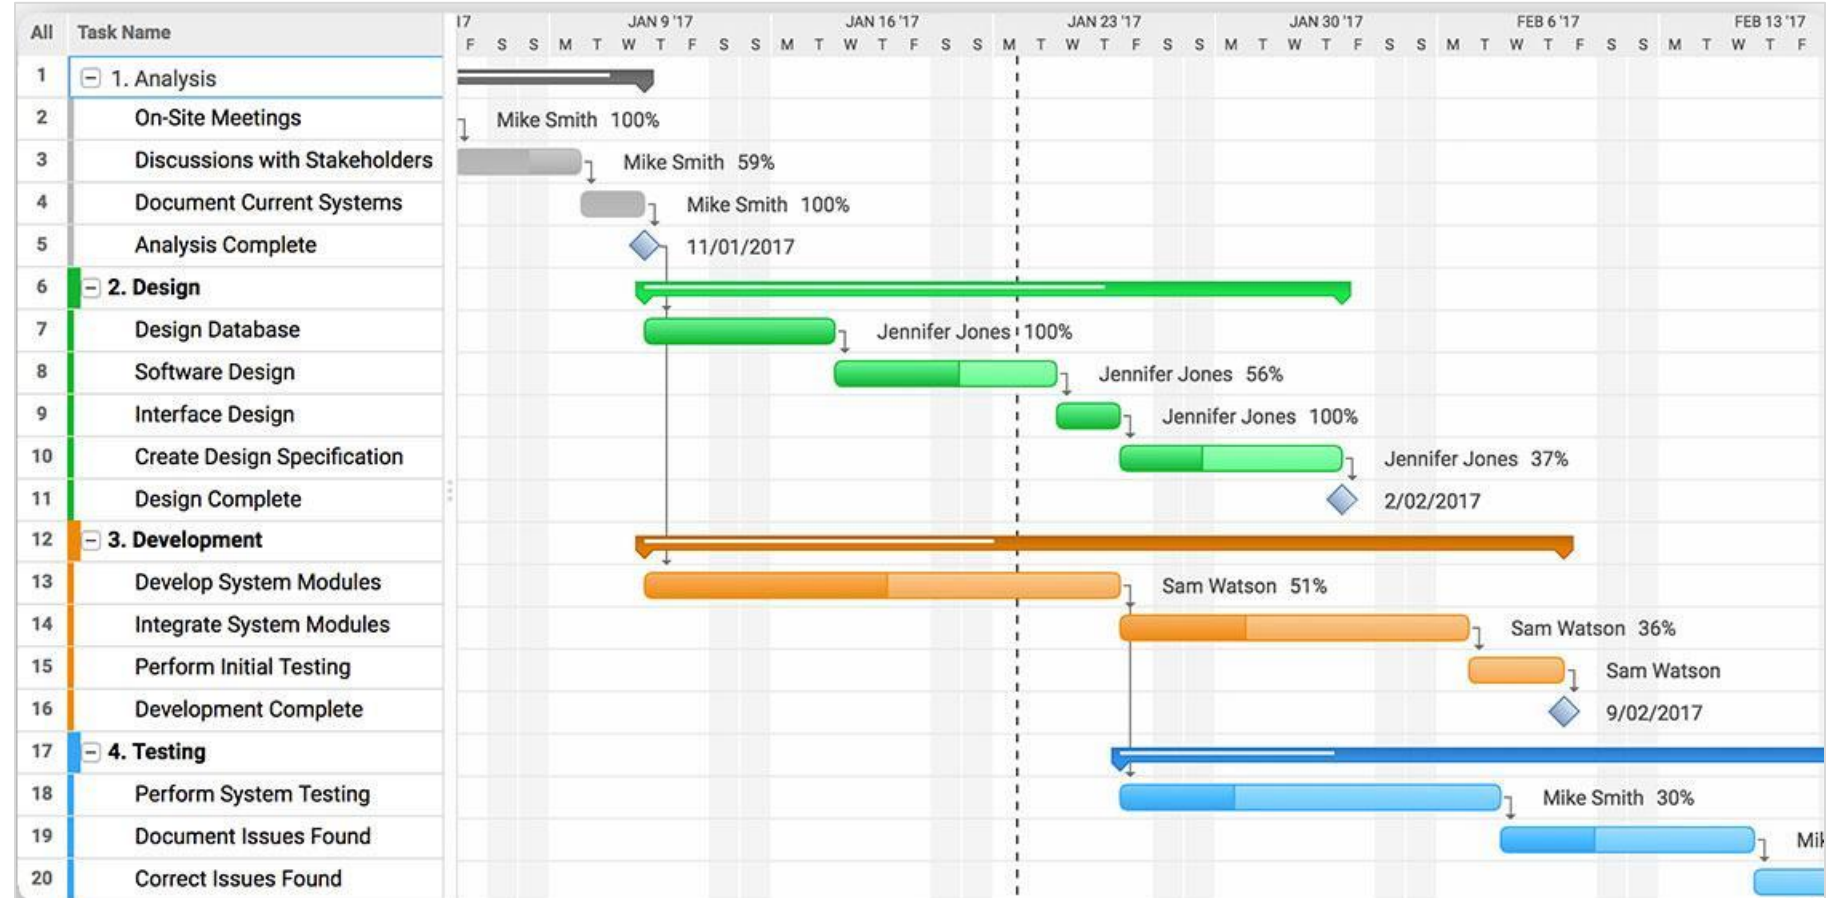 17 JAN 9 '17 JAN 16 '17 JAN 23 '17 JAN 30 '17 FEB 6 '17 FEB 13 '17
All Task Name
F S S M T W T F S S M T W T F S S M T W T F S S M T W T F S S M T W T F S S M T W T F
1 1. Analysis
2 On-Site Meetings Mike Smith 100%
3 Discussions with Stakeholders Mike Smith 59%
4 Document Current Systems Mike Smith 100%
5 Analysis Complete 11/01/2017
6 2. Design
7 Design Database Jennifer Jones 100%
8 Software Design Jennifer Jones 56%
9 Interface Design Jennifer Jones 100%
10 Create Design Specification Jennifer Jones 37%
11 Design Complete 2/02/2017
12 3. Development
13 Develop System Modules Sam Watson 51%
14 Integrate System Modules Sam Watson 36%
15 Perform Initial Testing Sam Watson
16 Development Complete 9/02/2017
17 4. Testing
18 Perform System Testing Mike Smith 30%
19 Document Issues Found
20 Correct Issues Found